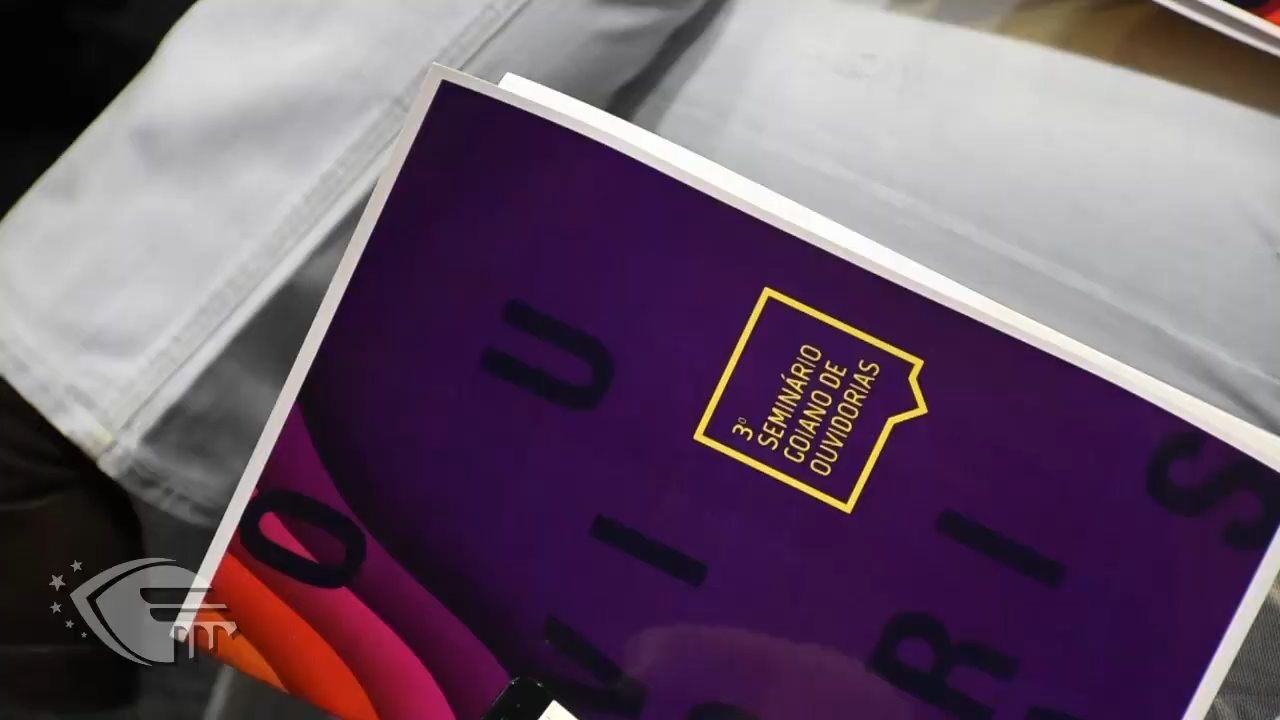 3º
SEMINÁRIO
GOIANO DE
OUVIDORIAS
O U
V I
R I S